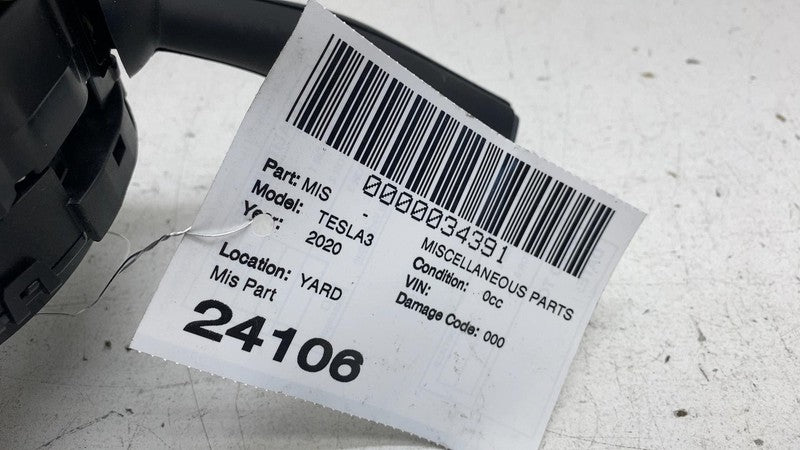 0000034391
Part: MIS - MISCELLANEOUS PARTS
Model: TESLA3 Condition: 0cc
Year: 2020 VIN:
Damage Code: 000
Location: YARD
Mis Part
24106